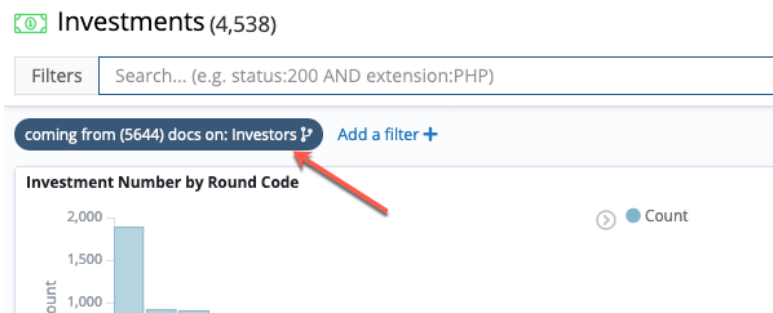 Investments (4,538)
Filters Search... (e.g. status:200 AND extension:PHP)
coming from (5644) docs on: Investors Add a filter +
Investment Number by Round Code
2,000
Count
1,500
1,000